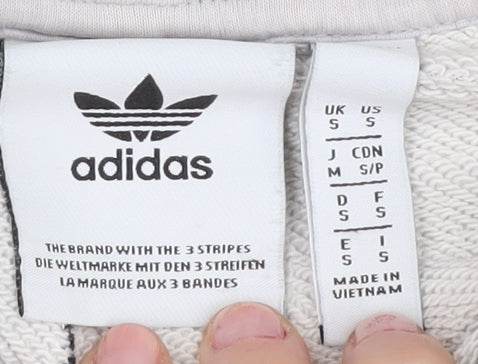 adidas
THE BRAND WITH THE 3 STRIPES
DIE WELTMARKE MIT DEN 3 STREIFEN
LA MARQUE AUX 3 BANDES
UK US
S S
J CDN
M S/P
D F
S S
E I
S S
MADE IN
VIETNAM